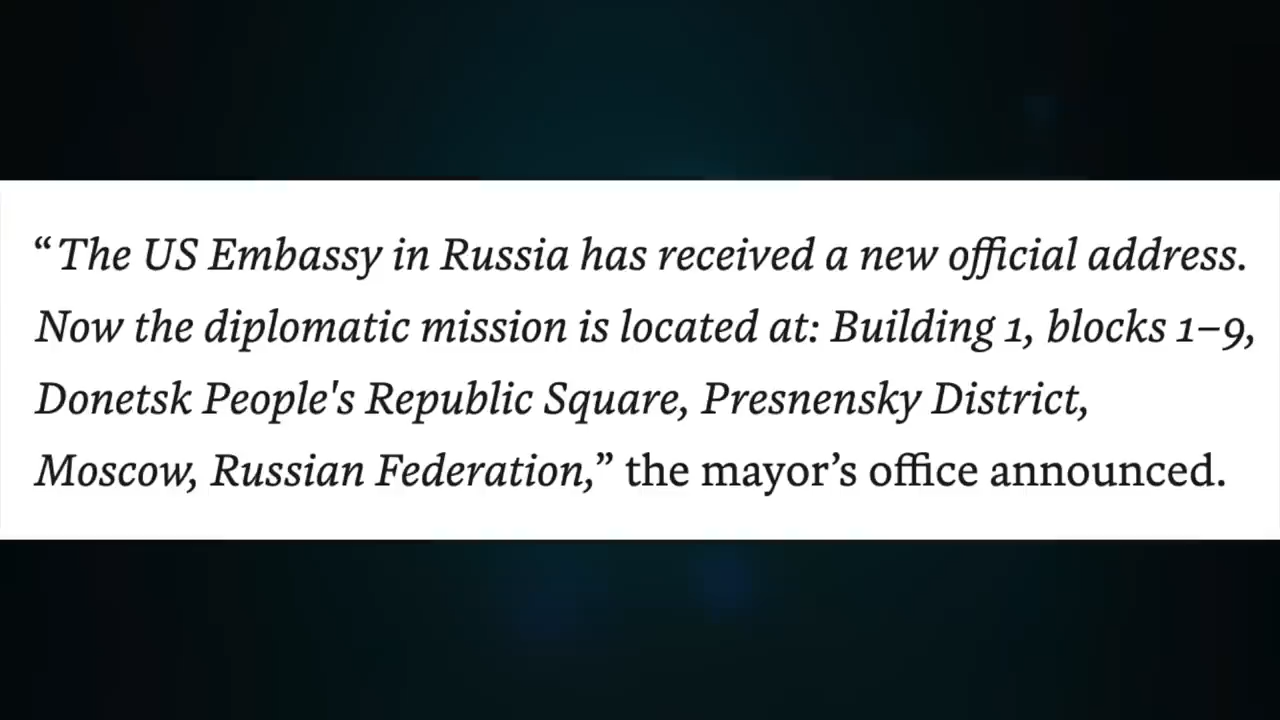 “The US Embassy in Russia has received a new official address.
Now the diplomatic mission is located at: Building 1, blocks 1–9,
Donetsk People's Republic Square, Presnensky District,
Moscow, Russian Federation,” the mayor’s office announced.